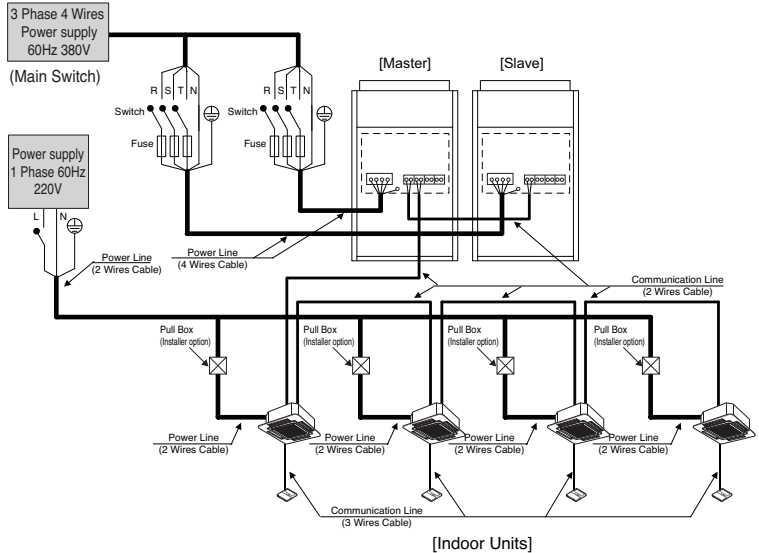 3 Phase 4 Wires
Power supply
60Hz 380V
(Main Switch)
[Master]
[Slave]
R S T N
R S T N
Switch
Switch
Fuse
Fuse
Power supply
1 Phase 60Hz
220V
L N
Power Line
(2 Wires Cable)
Power Line
(4 Wires Cable)
Communication Line
(2 Wires Cable)
Pull Box
(Installer option)
Pull Box
(Installer option)
Pull Box
(Installer option)
Pull Box
(Installer option)
Power Line
(2 Wires Cable)
Power Line
(2 Wires Cable)
Power Line
(2 Wires Cable)
Power Line
(2 Wires Cable)
Communication Line
(3 Wires Cable)
[Indoor Units]